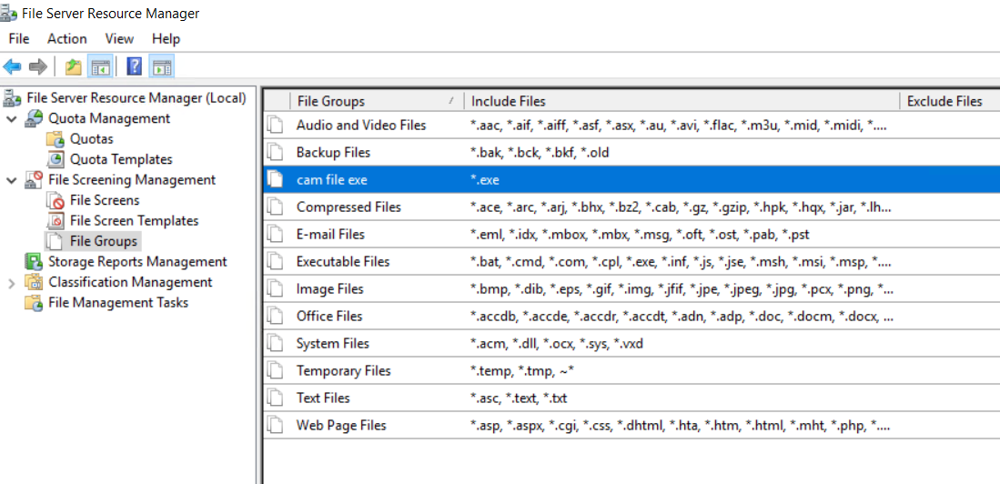 File Server Resource Manager
File Action View Help
File Server Resource Manager (Local)
Quota Management
Quotas
Quota Templates
File Screening Management
File Screens
File Screen Templates
File Groups
Storage Reports Management
Classification Management
File Management Tasks
File Groups Include Files Exclude Files
Audio and Video Files *.aac, *.aif, *.aiff, *.asf, *.asx, *.au, *.avi, *.flac, *.m3u, *.mid, *.midi, *....
Backup Files *.bak, *.bck, *.bkf, *.old
cam file exe *.exe
Compressed Files *.ace, *.arc, *.arj, *.bhx, *.bz2, *.cab, *.gz, *.gzip, *.hpk, *.hqx, *.jar, *.lh...
E-mail Files *.eml, *.idx, *.mbox, *.mbx, *.msg, *.oft, *.ost, *.pab, *.pst
Executable Files *.bat, *.cmd, *.com, *.cpl, *.exe, *.inf, *.js, *.jse, *.msh, *.msi, *.msp, *....
Image Files *.bmp, *.dib, *.eps, *.gif, *.img, *.jfif, *.jpe, *.jpeg, *.jpg, *.pcx, *.png, *...
Office Files *.accdb, *.accde, *.accdr, *.accdt, *.adn, *.adp, *.doc, *.docm, *.docx, ...
System Files *.acm, *.dll, *.ocx, *.sys, *.vxd
Temporary Files *.temp, *.tmp, ~*
Text Files *.asc, *.text, *.txt
Web Page Files *.asp, *.aspx, *.cgi, *.css, *.dhtml, *.hta, *.htm, *.html, *.mht, *.php, *....